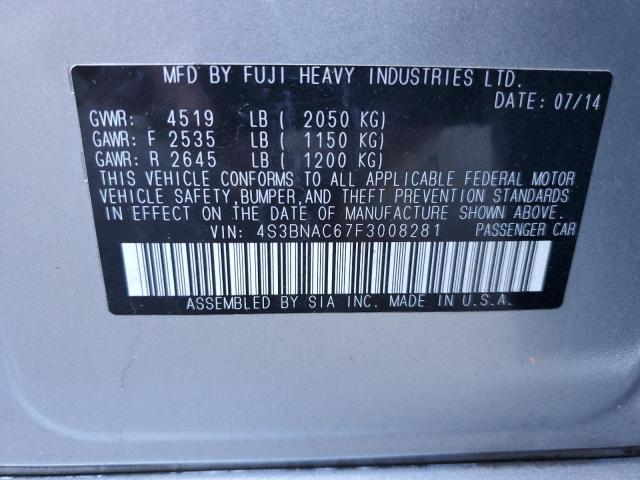 MFD BY FUJI HEAVY INDUSTRIES LTD.
DATE: 07/14
GVWR: 4519 LB ( 2050 KG)
GAWR: F 2535 LB ( 1150 KG)
GAWR: R 2645 LB ( 1200 KG)
THIS VEHICLE CONFORMS TO ALL APPLICABLE FEDERAL MOTOR
VEHICLE SAFETY, BUMPER, AND THEFT PREVENTION STANDARDS
IN EFFECT ON THE DATE OF MANUFACTURE SHOWN ABOVE.
VIN: 4S3BNAC67F3008281 PASSENGER CAR
ASSEMBLED BY SIA INC. MADE IN U.S.A.